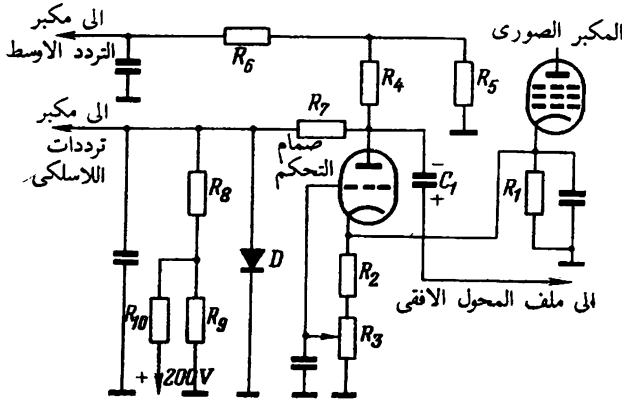 الى مكبر
التردد الاوسط
R6
R4
R5
المكبر الصورى
الى مكبر
ترددات
اللاسلكى
R7
صمام
التحكم
C1
−
+
R1
R8
D
R2
R3
R10
R9
+ 200V
الى ملف المحول الافقى